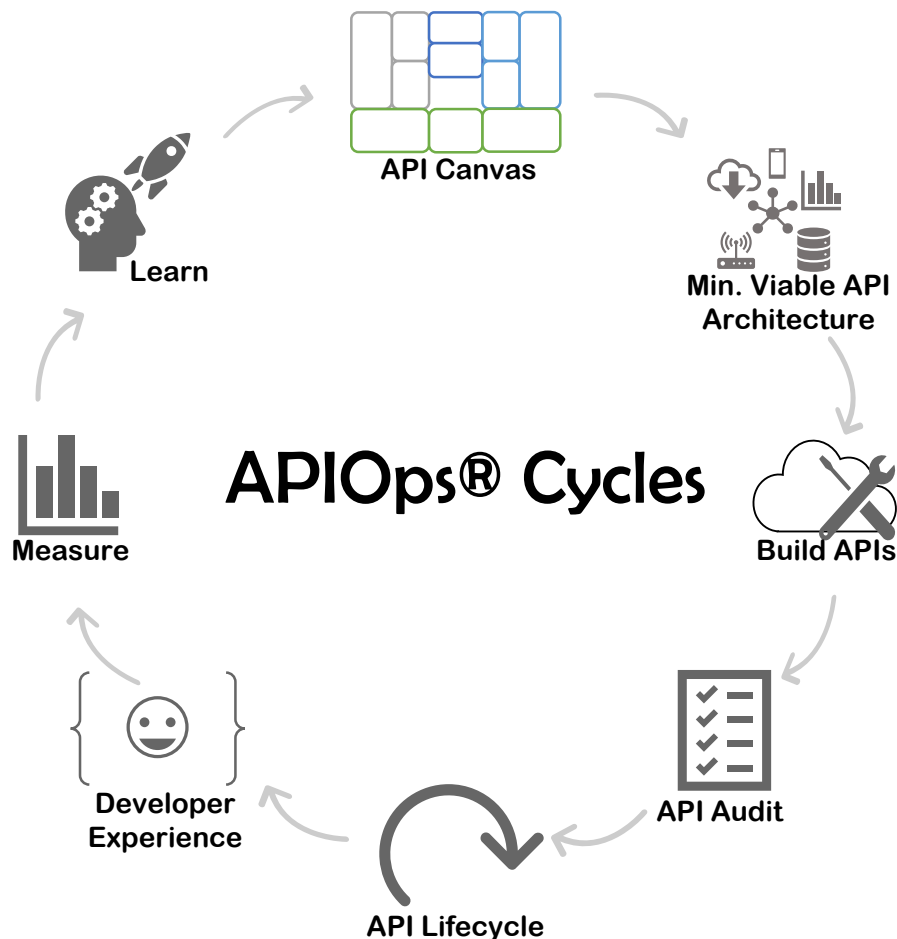 API Canvas
Learn
Min. Viable API
Architecture
APIOps® Cycles
Measure
Build APIs
Developer
Experience
API Audit
API Lifecycle